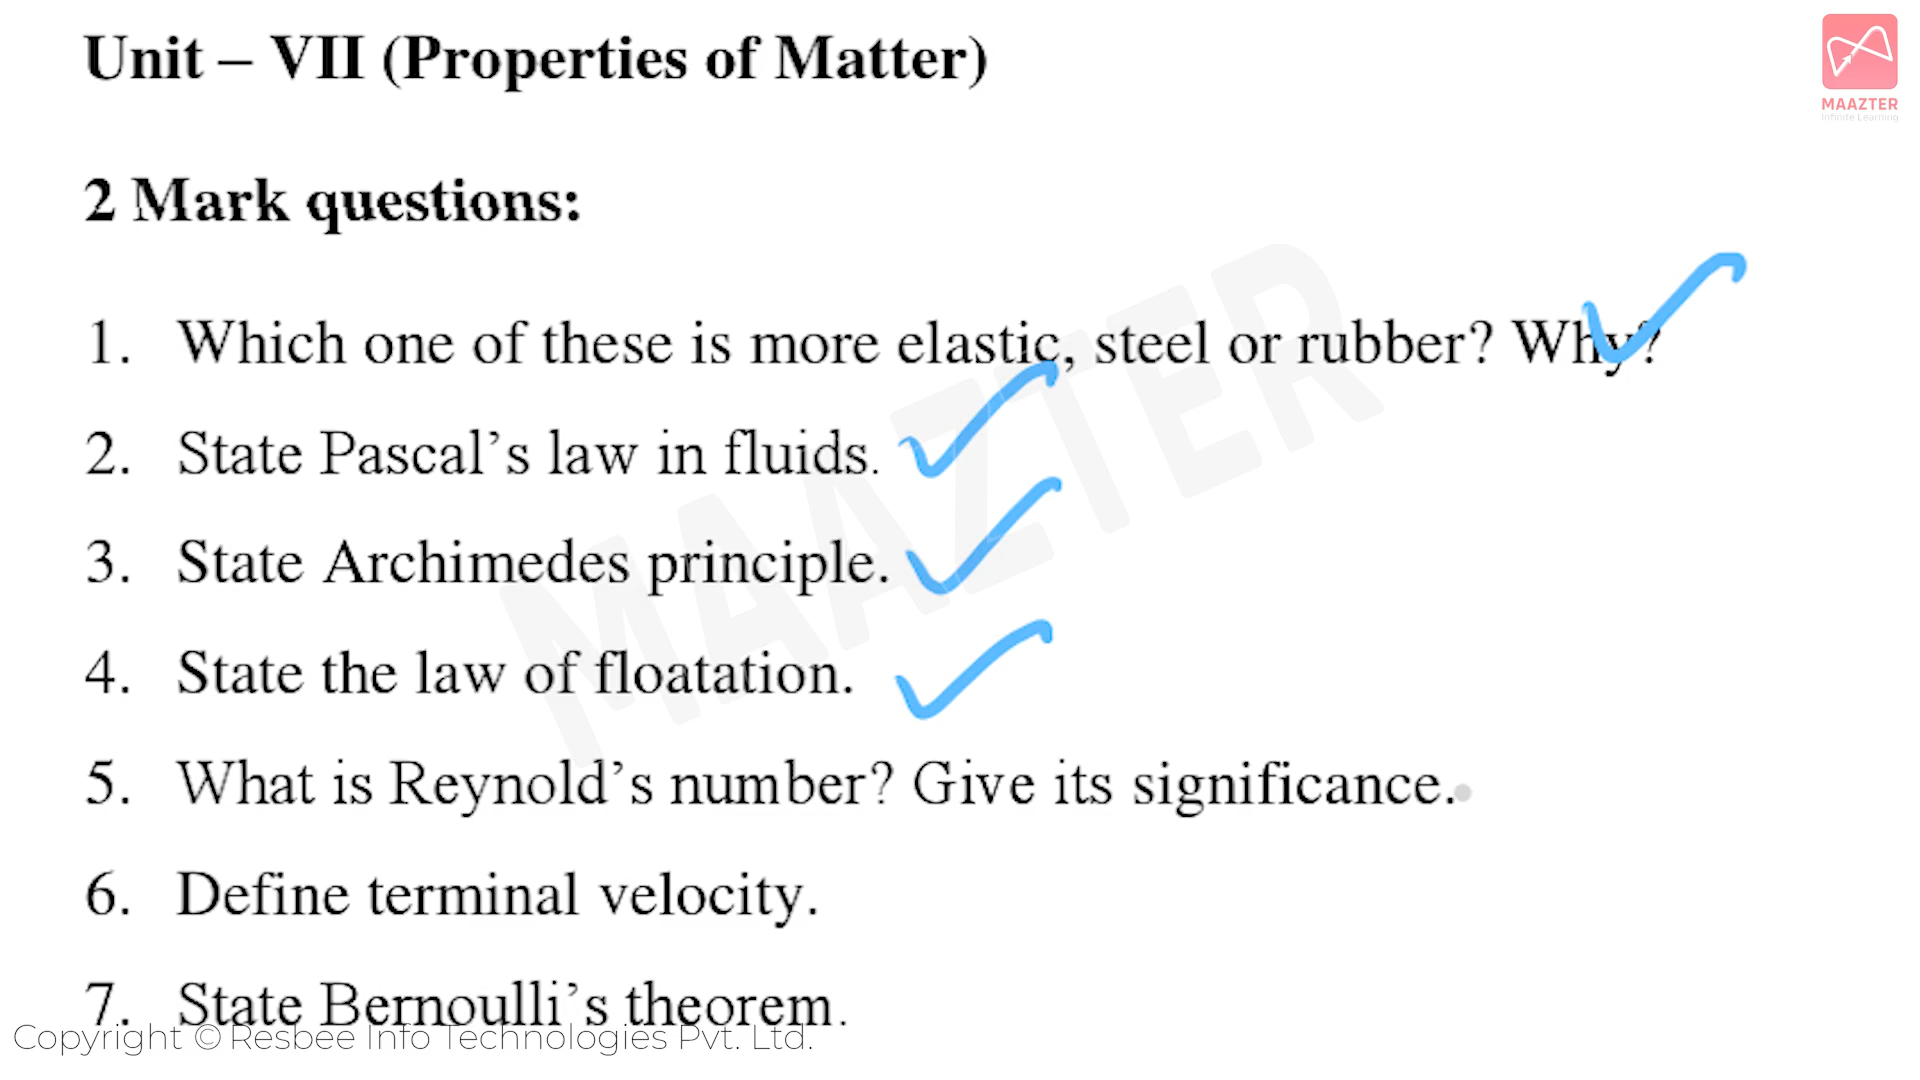 Unit – VII (Properties of Matter)
MAAZTER
Infinite Learning
2 Mark questions:
1. Which one of these is more elastic, steel or rubber? Why?
2. State Pascal’s law in fluids.
3. State Archimedes principle.
4. State the law of floatation.
5. What is Reynold’s number? Give its significance.
6. Define terminal velocity.
7. State Bernoulli’s theorem.
Copyright © Resbee Info Technologies Pvt. Ltd.
MAAZTER